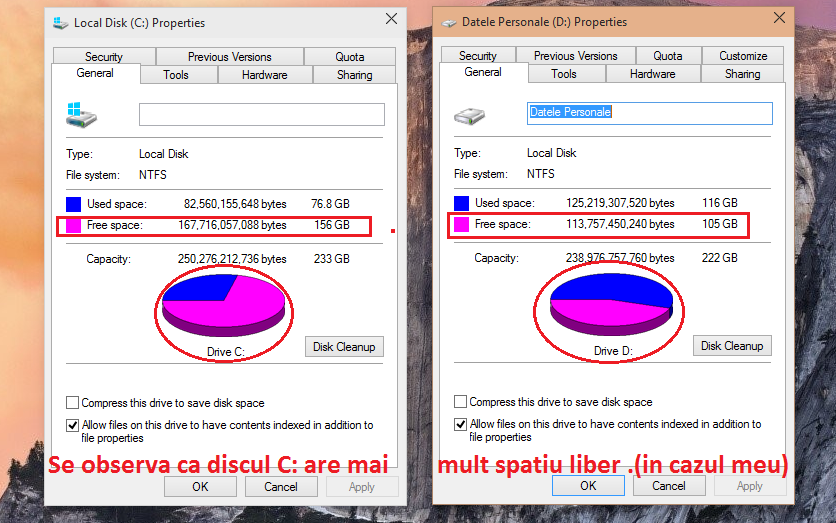 Local Disk (C:) Properties
Security Previous Versions Quota
General Tools Hardware Sharing
Type: Local Disk
File system: NTFS
Used space: 82,560,155,648 bytes 76.8 GB
Free space: 167,716,057,088 bytes 156 GB
Capacity: 250,276,212,736 bytes 233 GB
Drive C:
Disk Cleanup
Compress this drive to save disk space
Allow files on this drive to have contents indexed in addition to
file properties
OK Cancel Apply
Datele Personale (D:) Properties
Security Previous Versions Quota Customize
General Tools Hardware Sharing
Datele Personale
Type: Local Disk
File system: NTFS
Used space: 125,219,307,520 bytes 116 GB
Free space: 113,757,450,240 bytes 105 GB
Capacity: 238,976,757,760 bytes 222 GB
Drive D:
Disk Cleanup
Compress this drive to save disk space
Allow files on this drive to have contents indexed in addition to
file properties
OK Cancel Apply
Se observa ca discul C: are mai mult spatiu liber .(in cazul meu)